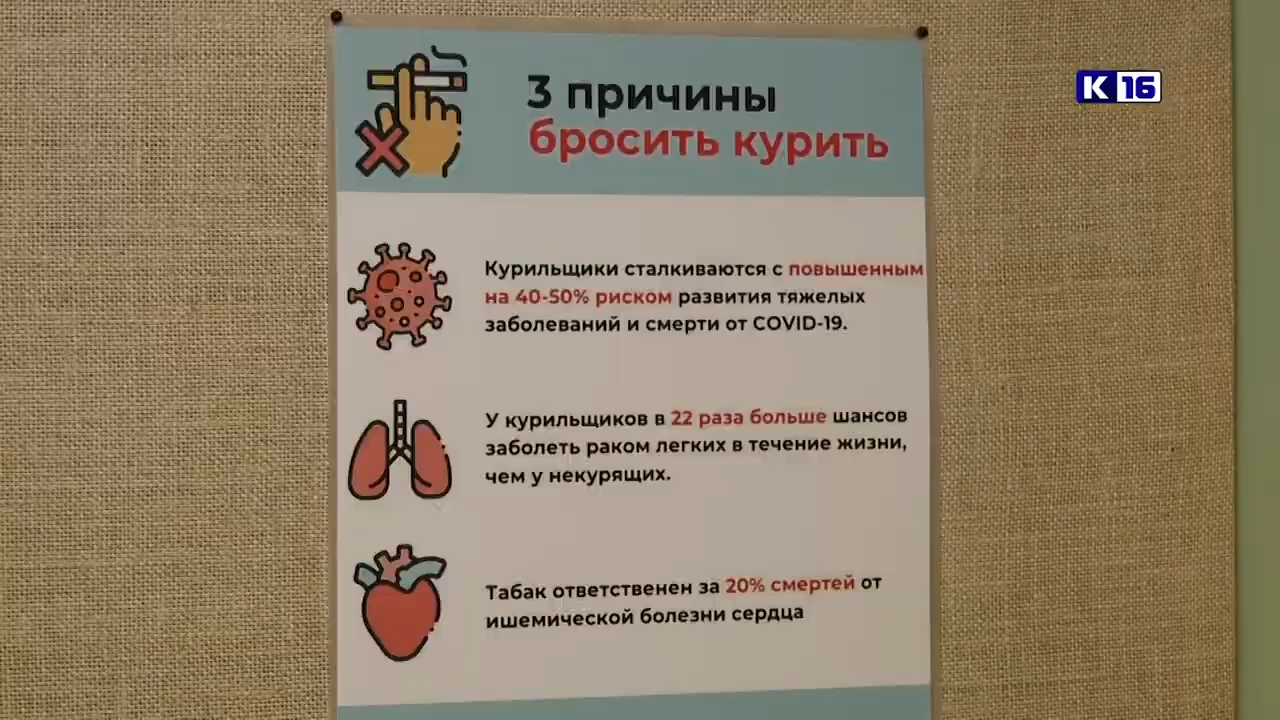 K 16
3 причины
бросить курить
Курильщики сталкиваются с повышенным
на 40-50% риском развития тяжелых
заболеваний и смерти от COVID-19.
У курильщиков в 22 раза больше шансов
заболеть раком легких в течение жизни,
чем у некурящих.
Табак ответственен за 20% смертей от
ишемической болезни сердца